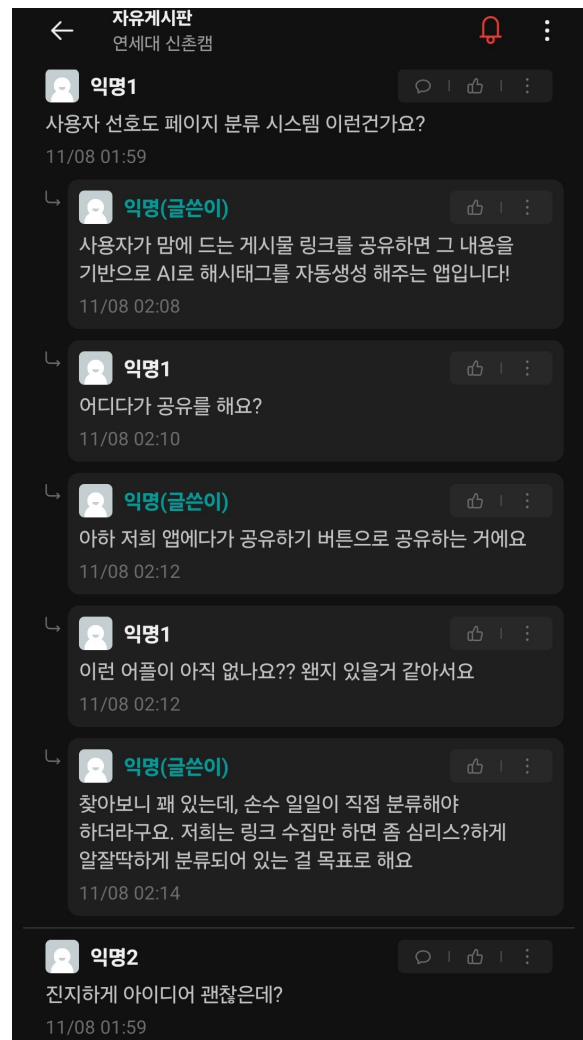 자유게시판
연세대 신촌캠
익명1
사용자 선호도 페이지 분류 시스템 이런건가요?
11/08 01:59
익명(글쓴이)
사용자가 맘에 드는 게시물 링크를 공유하면 그 내용을
기반으로 AI로 해시태그를 자동생성 해주는 앱입니다!
11/08 02:08
익명1
어디다가 공유를 해요?
11/08 02:10
익명(글쓴이)
아하 저희 앱에다가 공유하기 버튼으로 공유하는 거에요
11/08 02:12
익명1
이런 어플이 아직 없나요?? 왠지 있을거 같아서요
11/08 02:12
익명(글쓴이)
찾아보니 꽤 있는데, 손수 일일이 직접 분류해야
하더라구요. 저희는 링크 수집만 하면 좀 심리스?하게
알잘딱하게 분류되어 있는 걸 목표로 해요
11/08 02:14
익명2
진지하게 아이디어 괜찮은데?
11/08 01:59